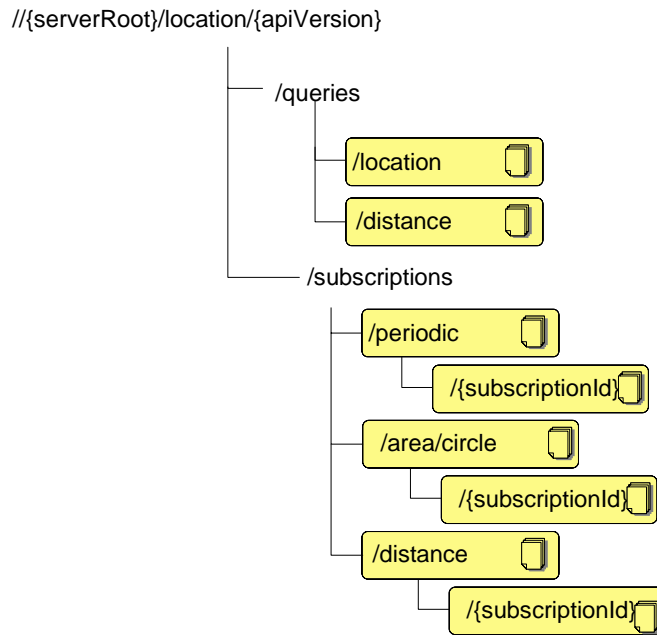 //{serverRoot}/location/{apiVersion}
/queries
/location
/distance
/subscriptions
/periodic
/{subscriptionId}
/area/circle
/{subscriptionId}
/distance
/{subscriptionId}